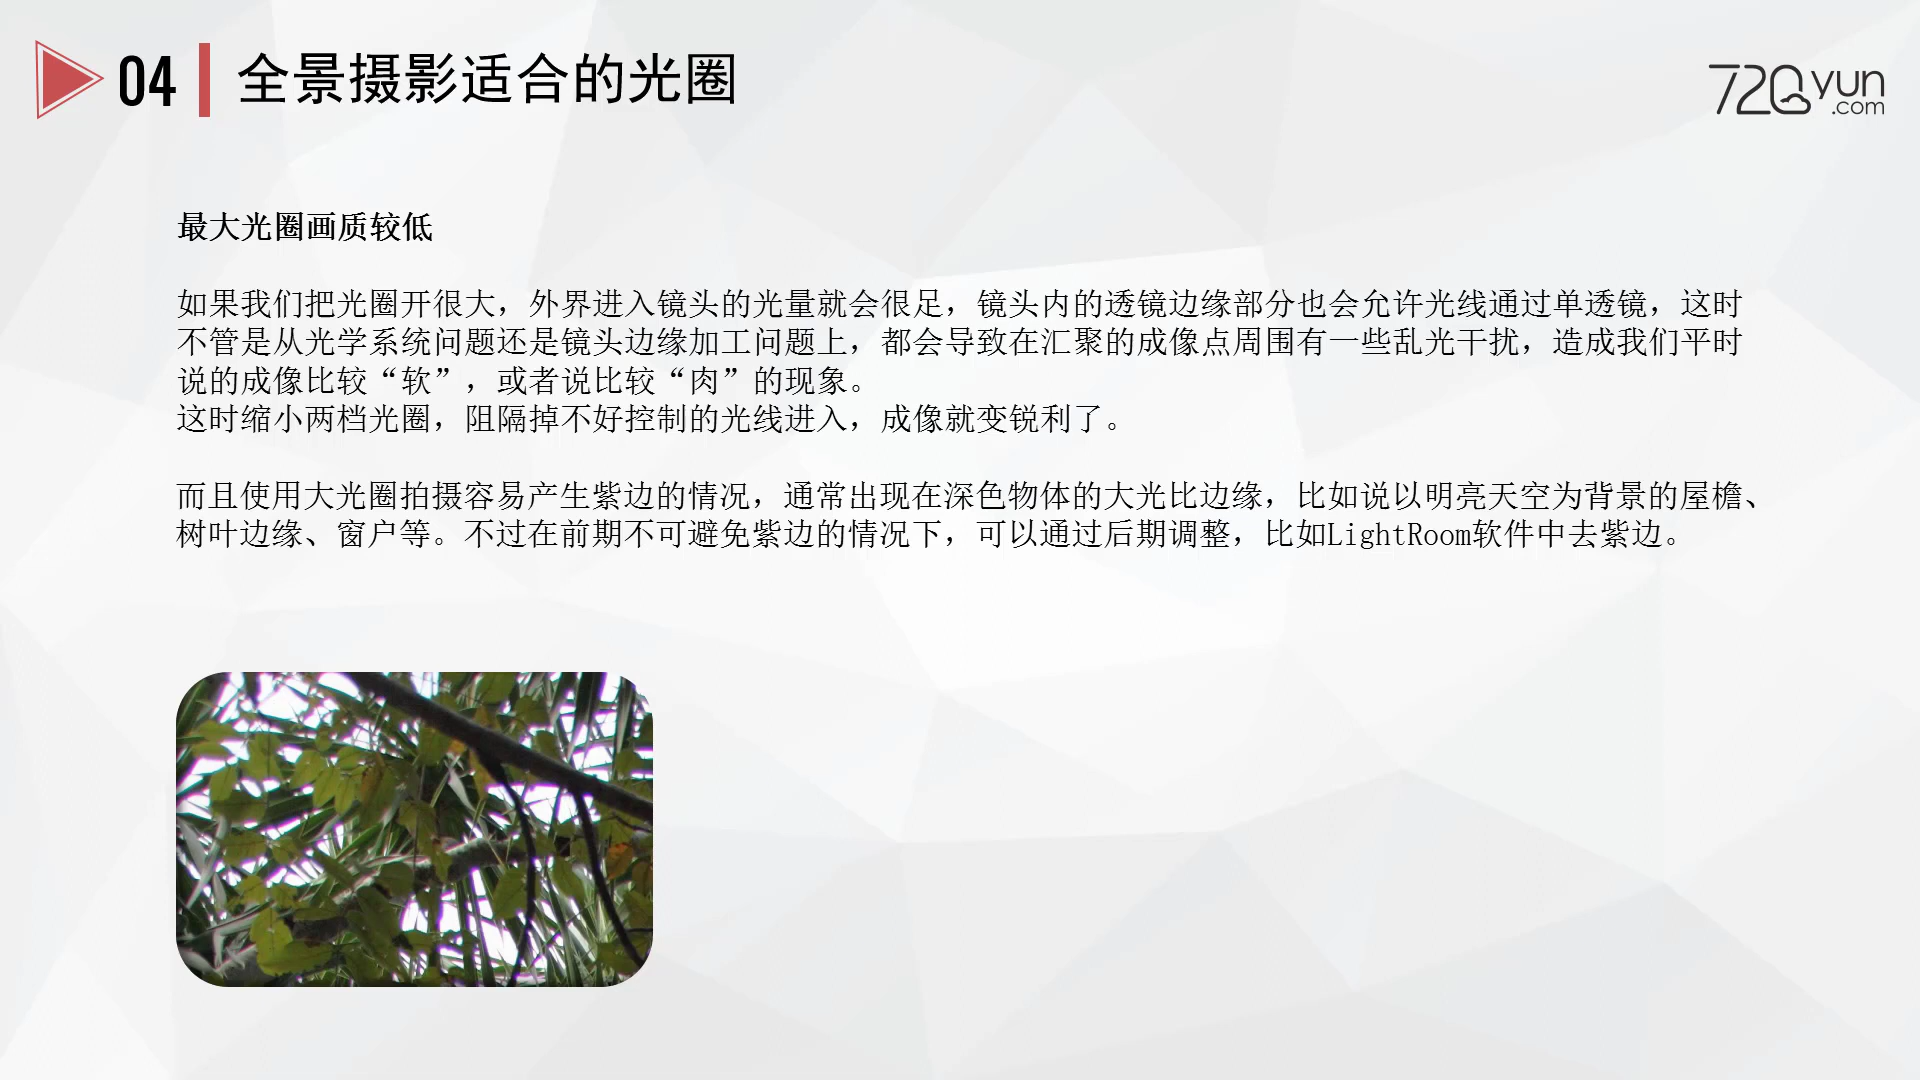 04
全景摄影适合的光圈
720yun
.com
最大光圈画质较低
如果我们把光圈开很大，外界进入镜头的光量就会很足，镜头内的透镜边缘部分也会允许光线通过单透镜，这时
不管是从光学系统问题还是镜头边缘加工问题上，都会导致在汇聚的成像点周围有一些乱光干扰，造成我们平时
说的成像比较“软”，或者说比较“肉”的现象。
这时缩小两档光圈，阻隔掉不好控制的光线进入，成像就变锐利了。
而且使用大光圈拍摄容易产生紫边的情况，通常出现在深色物体的大光比边缘，比如说以明亮天空为背景的屋檐、
树叶边缘、窗户等。不过在前期不可避免紫边的情况下，可以通过后期调整，比如LightRoom软件中去紫边。